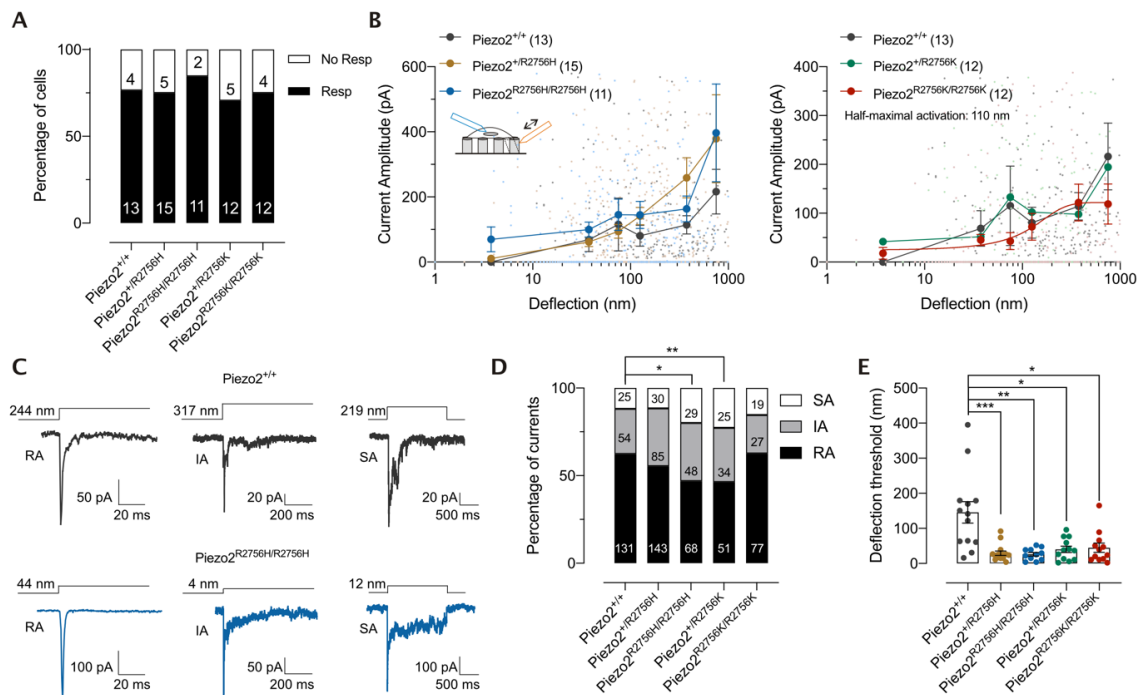 A
Percentage of cells
100
50
0
4
5
2
5
4
13
15
11
12
12
No Resp
Resp
Piezo2+/+
Piezo2+/R2756H
Piezo2R2756H/R2756H
Piezo2+/R2756K
Piezo2R2756K/R2756K
B
Piezo2+/+ (13)
Piezo2+/R2756H (15)
Piezo2R2756H/R2756H (11)
Current Amplitude (pA)
600
400
200
0
1
10
100
1000
Deflection (nm)
Piezo2+/+ (13)
Piezo2+/R2756K (12)
Piezo2R2756K/R2756K (12)
Half-maximal activation: 110 nm
Current Amplitude (pA)
400
300
200
100
0
1
10
100
1000
Deflection (nm)
C
Piezo2+/+
244 nm
317 nm
219 nm
RA
IA
SA
50 pA
20 ms
20 pA
200 ms
20 pA
500 ms
Piezo2R2756H/R2756H
44 nm
4 nm
12 nm
RA
IA
SA
100 pA
20 ms
50 pA
200 ms
100 pA
500 ms
D
**
*
Percentage of currents
100
50
0
25
30
29
25
19
54
85
48
34
27
131
143
68
51
77
SA
IA
RA
Piezo2+/+
Piezo2+/R2756H
Piezo2R2756H/R2756H
Piezo2+/R2756K
Piezo2R2756K/R2756K
E
*
*
**
***
Deflection threshold (nm)
500
400
300
200
100
0
Piezo2+/+
Piezo2+/R2756H
Piezo2R2756H/R2756H
Piezo2+/R2756K
Piezo2R2756K/R2756K